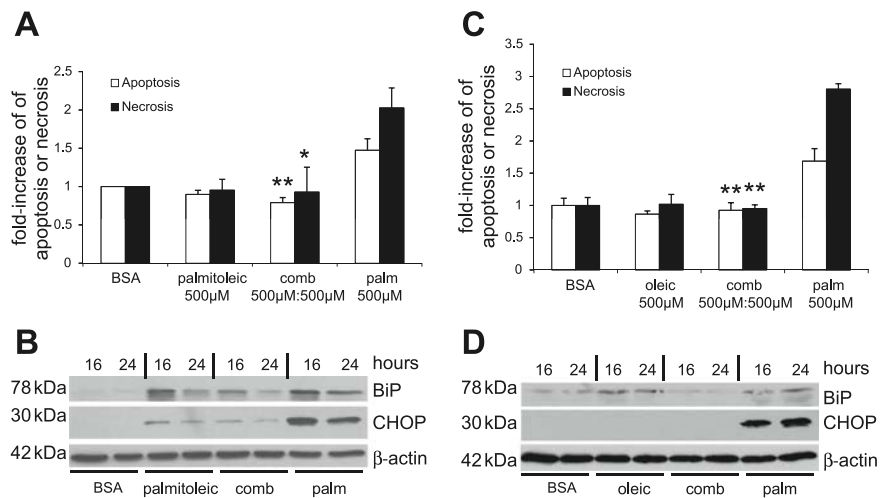 A
fold-increase of of
apoptosis or necrosis
2.5
2
1.5
1
0.5
0
Apoptosis
Necrosis
** *
BSA palmitoleic comb palm
500µM 500µM:500µM 500µM
C
fold-increase of of
apoptosis or necrosis
3.5
3
2.5
2
1.5
1
0.5
0
Apoptosis
Necrosis
** **
BSA oleic comb palm
500µM 500µM:500µM 500µM
B
16 24 16 24 16 24 16 24 hours
78 kDa BiP
30 kDa CHOP
42 kDa β-actin
BSA palmitoleic comb palm
D
16 24 16 24 16 24 16 24 hours
78 kDa BiP
30 kDa CHOP
42 kDa β-actin
BSA oleic comb palm